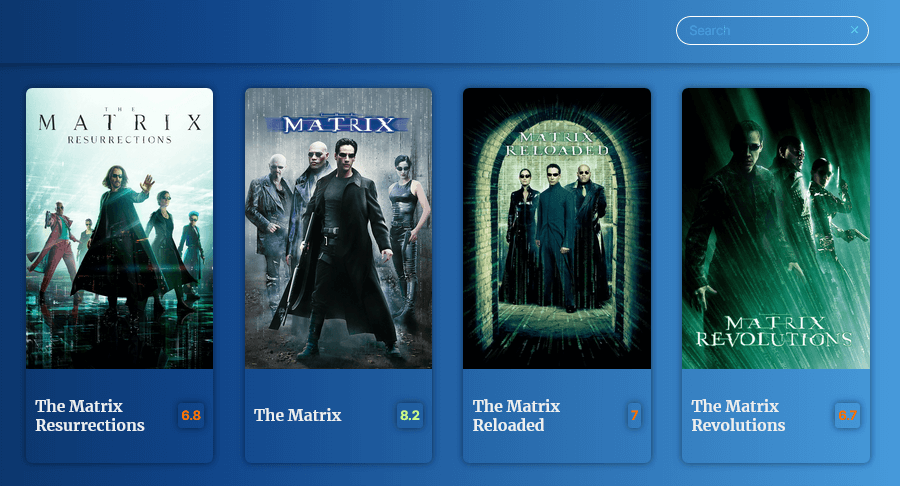 Search ×
THE
MATRIX
RESURRECTIONS
MATRIX
MATRIX
RELOADED
MATRIX
REVOLUTIONS
The Matrix
Resurrections
6.8
The Matrix
8.2
The Matrix
Reloaded
7
The Matrix
Revolutions
6.7